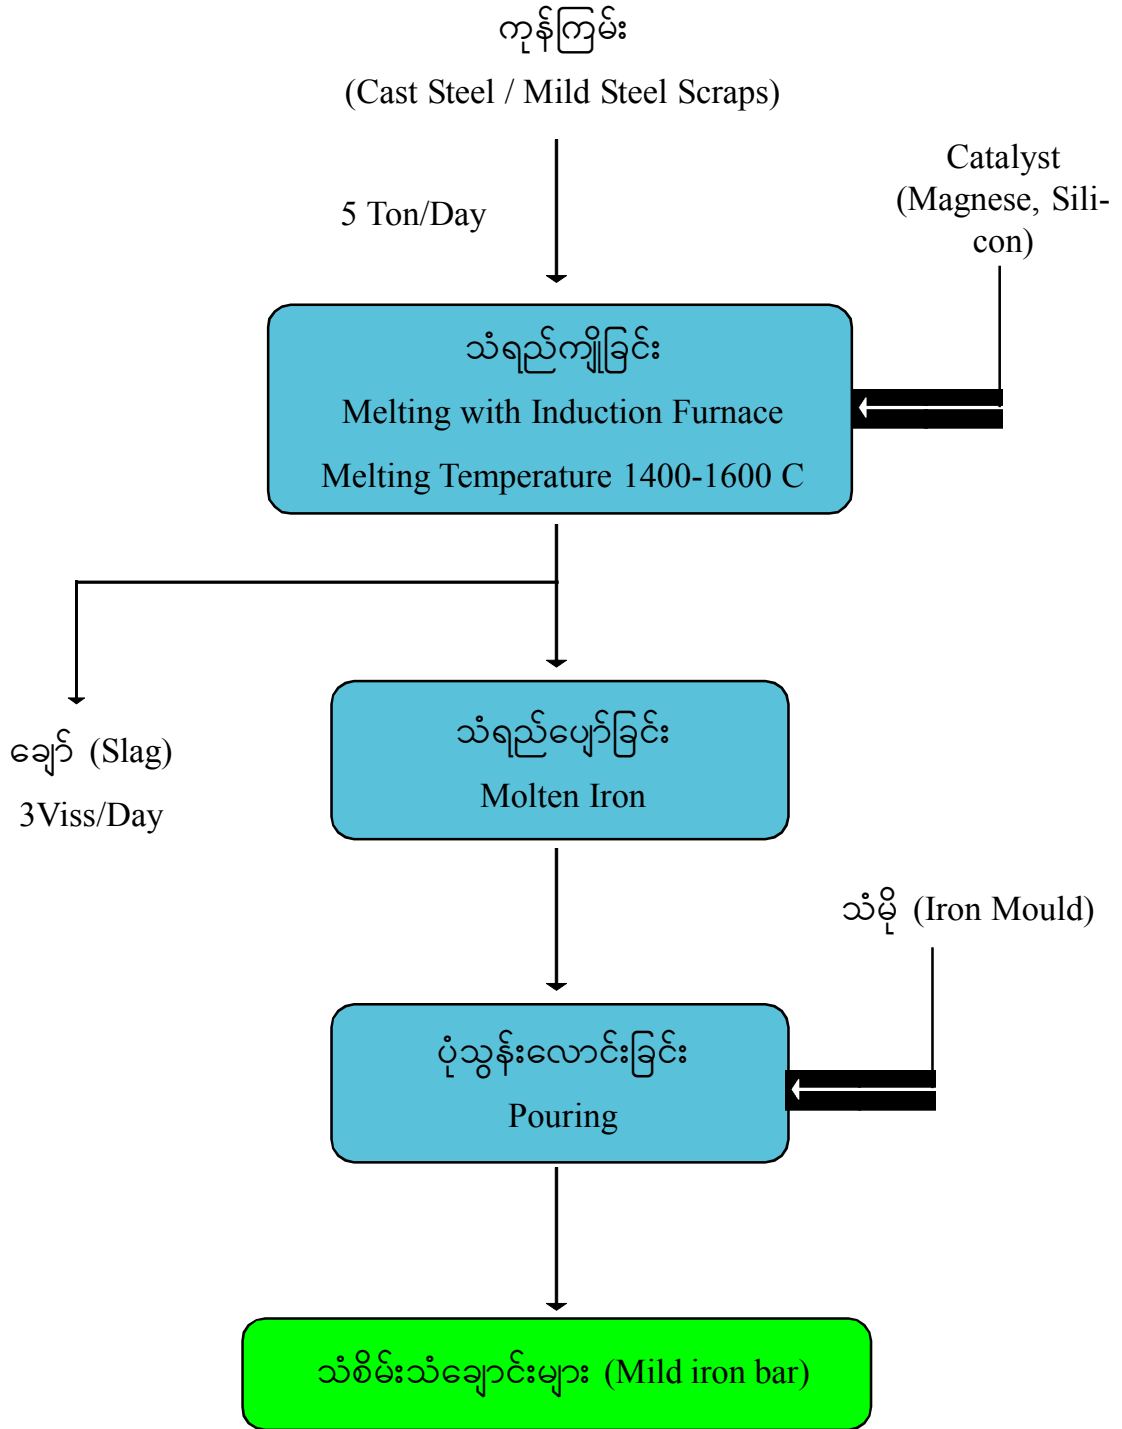 ကုန်ကြမ်း
(Cast Steel / Mild Steel Scraps)
5 Ton/Day
Catalyst
(Magnese, Sili-
con)
သံရည်ကျိုခြင်း
Melting with Induction Furnace
Melting Temperature 1400-1600 C
ချော် (Slag)
3Viss/Day
သံရည်ပျော်ခြင်း
Molten Iron
သံမို (Iron Mould)
ပုံသွန်းလောင်းခြင်း
Pouring
သံစိမ်းသံချောင်းများ (Mild iron bar)